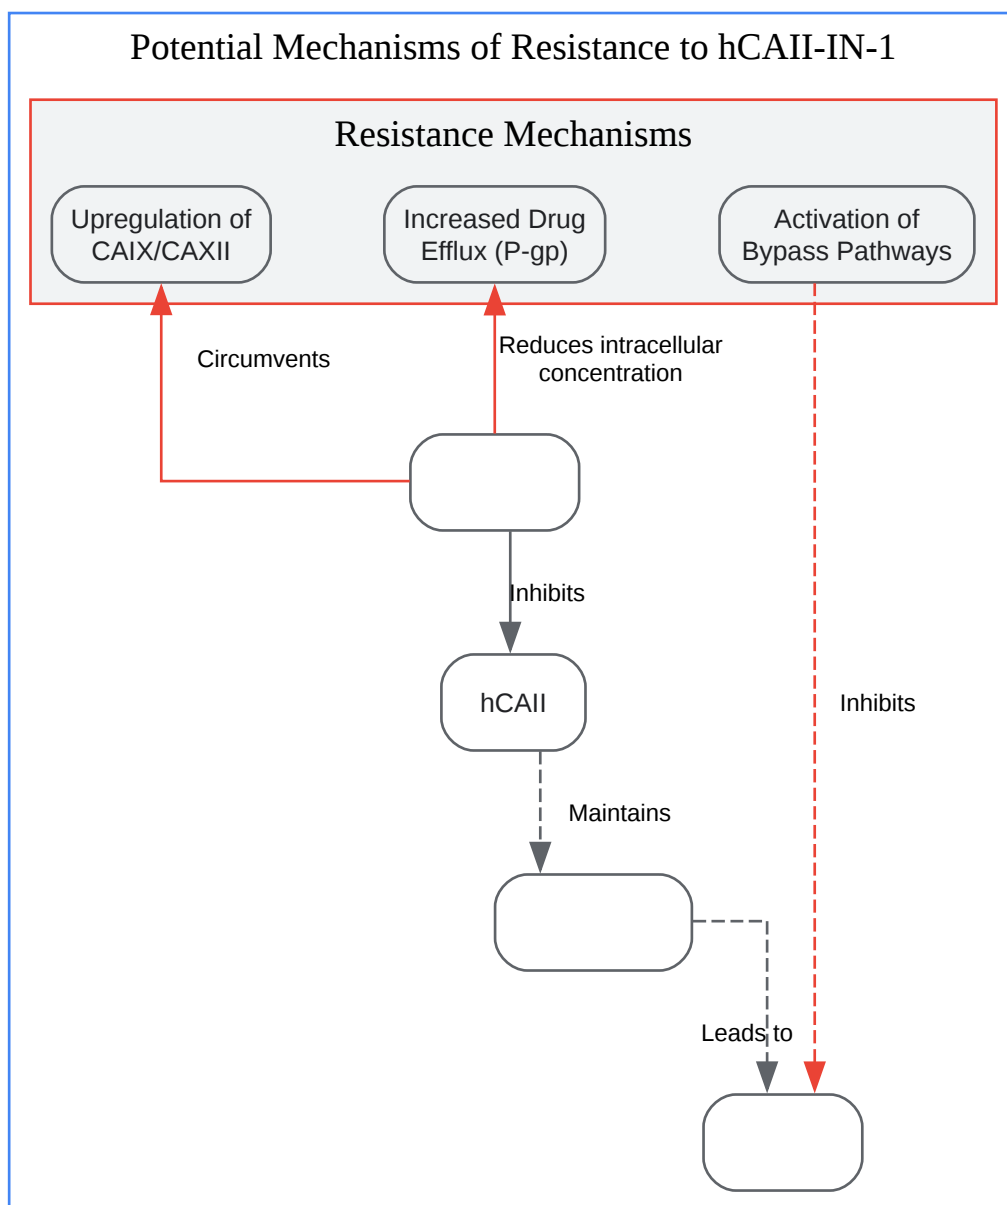 Potential Mechanisms of Resistance to hCAII-IN-1
Resistance Mechanisms
Upregulation of
CAIX/CAXII
Increased Drug
Efflux (P-gp)
Activation of
Bypass Pathways
Circumvents
Reduces intracellular
concentration
Inhibits
hCAII
Inhibits
Maintains
Leads to